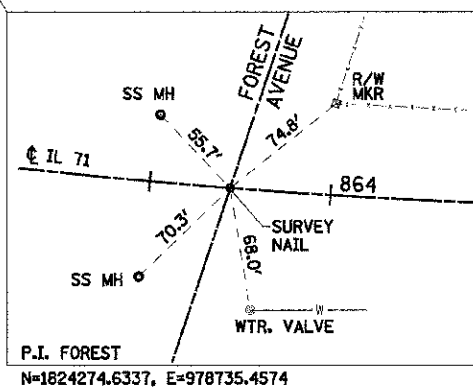 FOREST
AVENUE
R/W
MKR
SS MH
55.7'
74.8'
℄ IL 71
864
SURVEY
NAIL
70.3'
68.0'
SS MH
W
WTR. VALVE
P.I. FOREST
N=1824274.6337, E=978735.4574